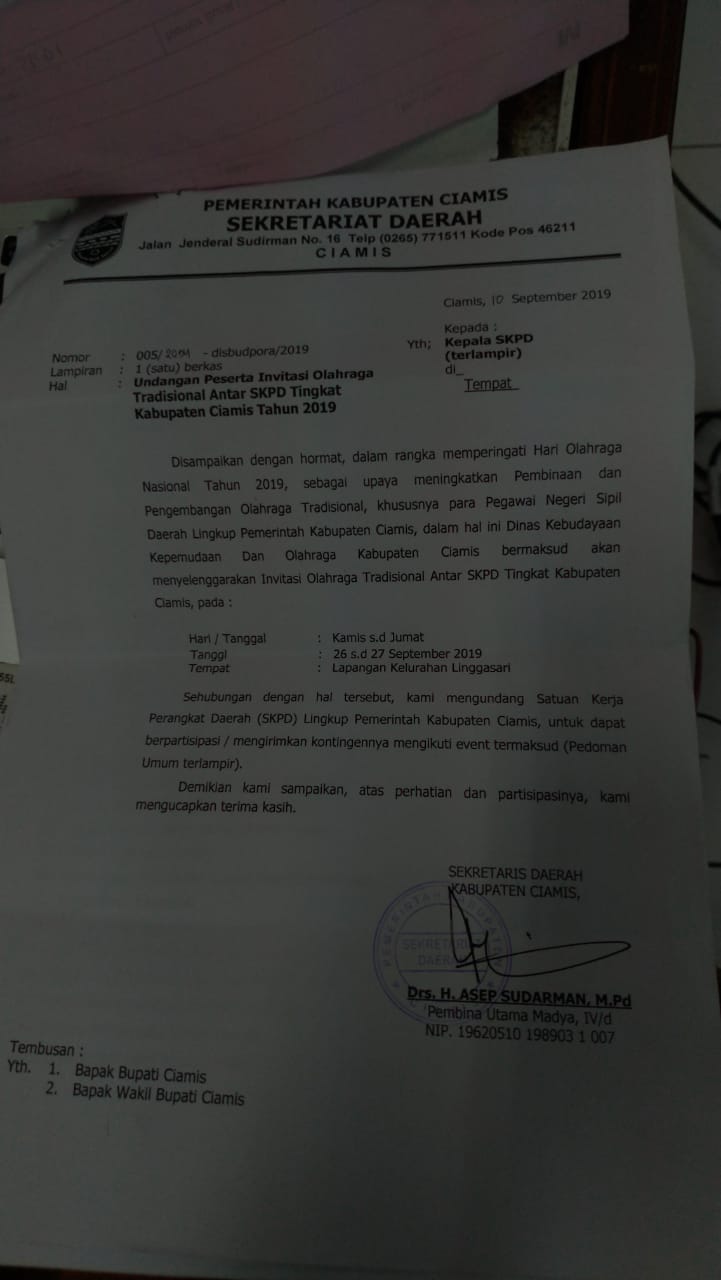 PEMERINTAH KABUPATEN CIAMIS
SEKRETARIAT DAERAH
Jalan Jenderal Sudirman No. 16 Telp (0265) 771511 Kode Pos 46211
CIAMIS
Ciamis, 10 September 2019
Kepada :
Yth; Kepala SKPD
(terlampir)
di_
Tempat_
Nomor : 005/ - disbudpora/2019
Lampiran : 1 (satu) berkas
Hal : Undangan Peserta Invitasi Olahraga
Tradisional Antar SKPD Tingkat
Kabupaten Ciamis Tahun 2019
Disampaikan dengan hormat, dalam rangka memperingati Hari Olahraga
Nasional Tahun 2019, sebagai upaya meningkatkan Pembinaan dan
Pengembangan Olahraga Tradisional, khususnya para Pegawai Negeri Sipil
Daerah Lingkup Pemerintah Kabupaten Ciamis, dalam hal ini Dinas Kebudayaan
Kepemudaan Dan Olahraga Kabupaten Ciamis bermaksud akan
menyelenggarakan Invitasi Olahraga Tradisional Antar SKPD Tingkat Kabupaten
Ciamis, pada :
Hari / Tanggal : Kamis s.d Jumat
Tanggl : 26 s.d 27 September 2019
Tempat : Lapangan Kelurahan Linggasari
Sehubungan dengan hal tersebut, kami mengundang Satuan Kerja
Perangkat Daerah (SKPD) Lingkup Pemerintah Kabupaten Ciamis, untuk dapat
berpartisipasi / mengirimkan kontingennya mengikuti event termaksud (Pedoman
Umum terlampir).
Demikian kami sampaikan, atas perhatian dan partisipasinya, kami
mengucapkan terima kasih.
SEKRETARIS DAERAH
KABUPATEN CIAMIS,
PEMERINTAH KABUPATEN
SEKRETARIS
DAERAH
Drs. H. ASEP SUDARMAN, M.Pd
Pembina Utama Madya, IV/d
NIP. 19620510 198903 1 007
Tembusan :
Yth. 1. Bapak Bupati Ciamis
2. Bapak Wakil Bupati Ciamis